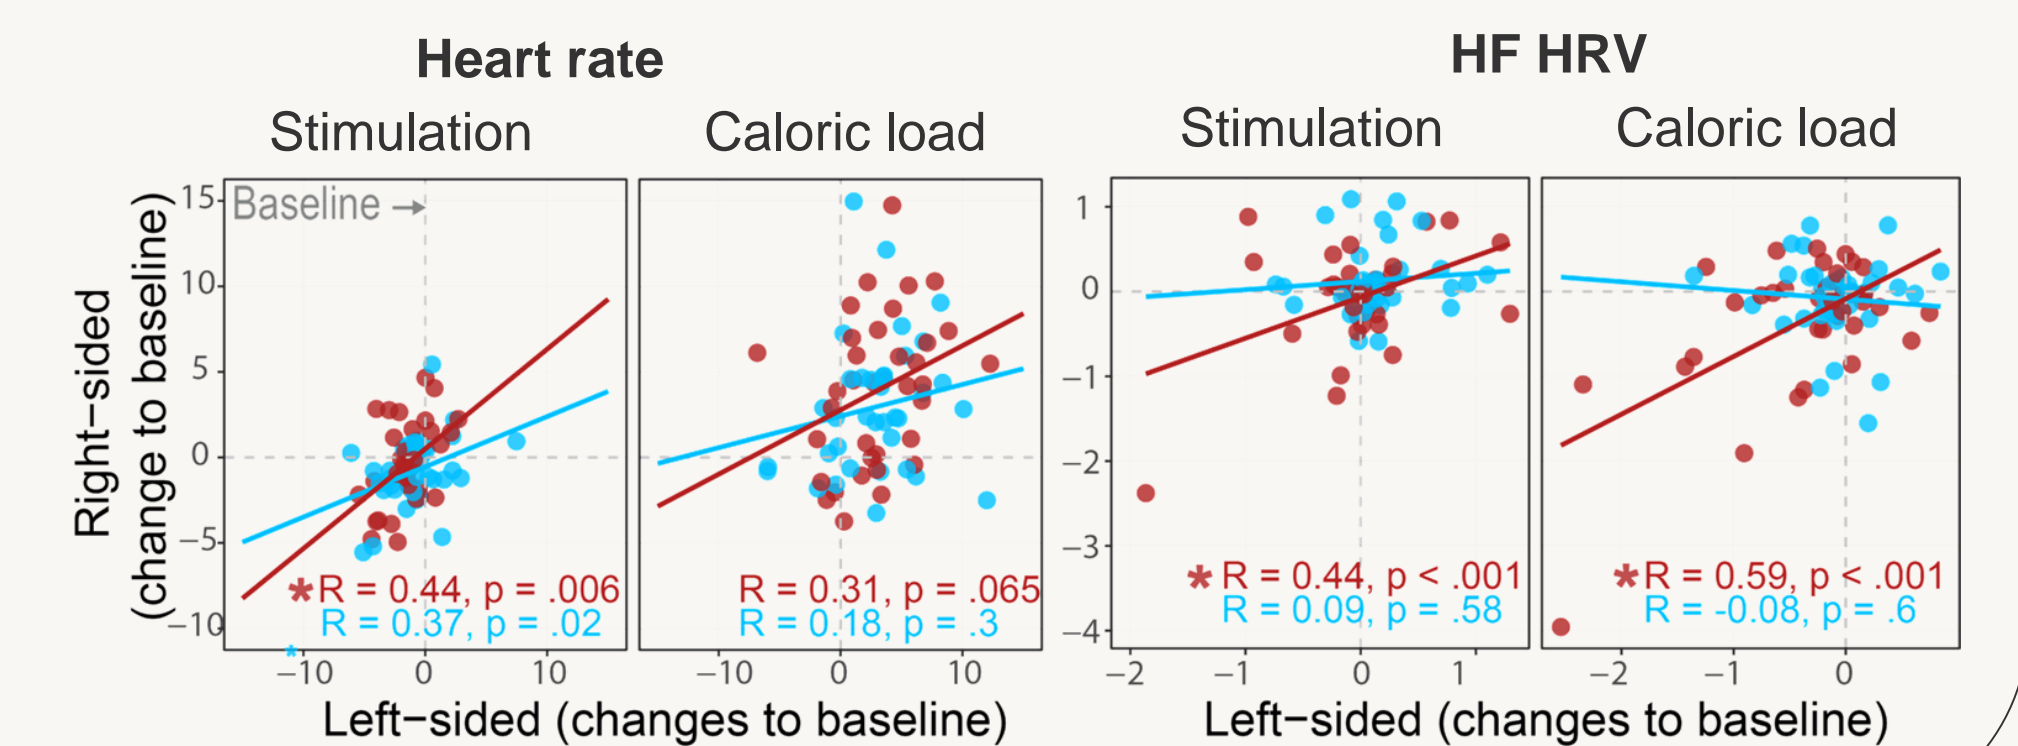 Heart rate
HF HRV
Stimulation
Caloric load
Stimulation
Caloric load
Right−sided
(change to baseline)
15
10
5
0
−5
−10
Baseline →
*R = 0.44, p = .006
R = 0.37, p = .02
*
R = 0.31, p = .065
R = 0.18, p = .3
1
0
−1
−2
−3
−4
*R = 0.44, p < .001
R = 0.09, p = .58
*R = 0.59, p < .001
R = -0.08, p = .6
−10 0 10
−10 0 10
−2 −1 0 1
−2 −1 0
Left−sided (changes to baseline)
Left−sided (changes to baseline)